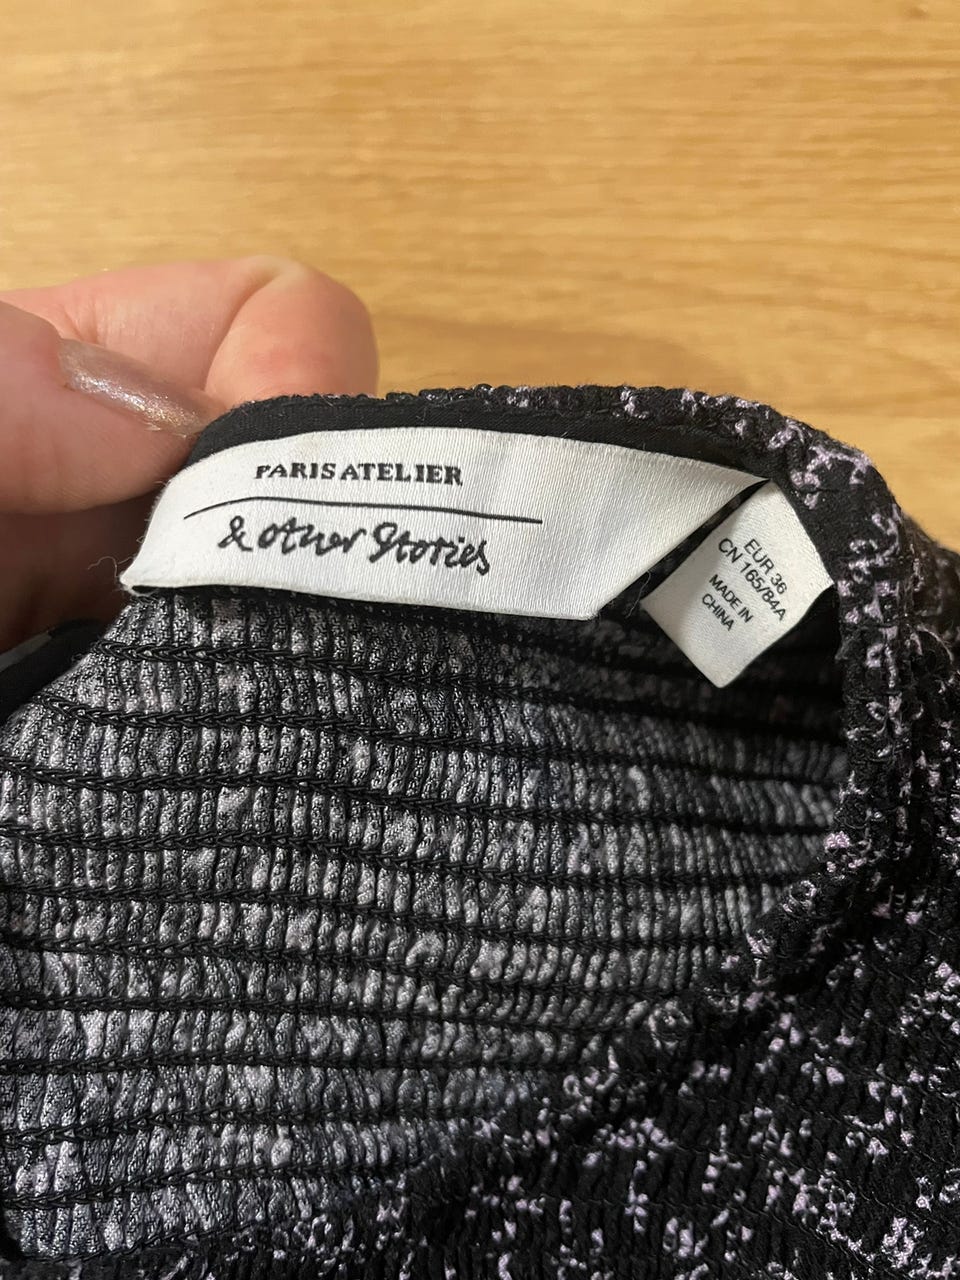 PARIS ATELIER
& other Stories
EUR 36
CN 165/84A
MADE IN
CHINA